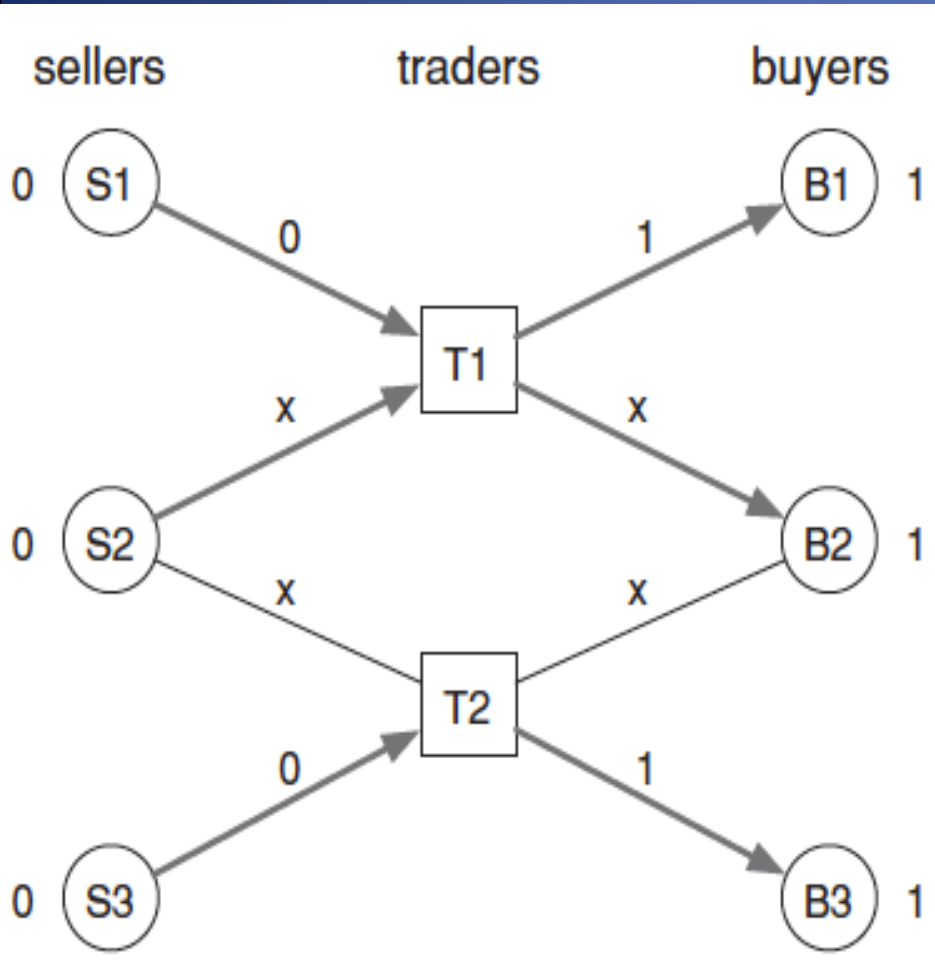 sellers traders buyers
0 S1 B1 1
0 1
T1
x x
0 S2 B2 1
x x
T2
0 1
0 S3 B3 1